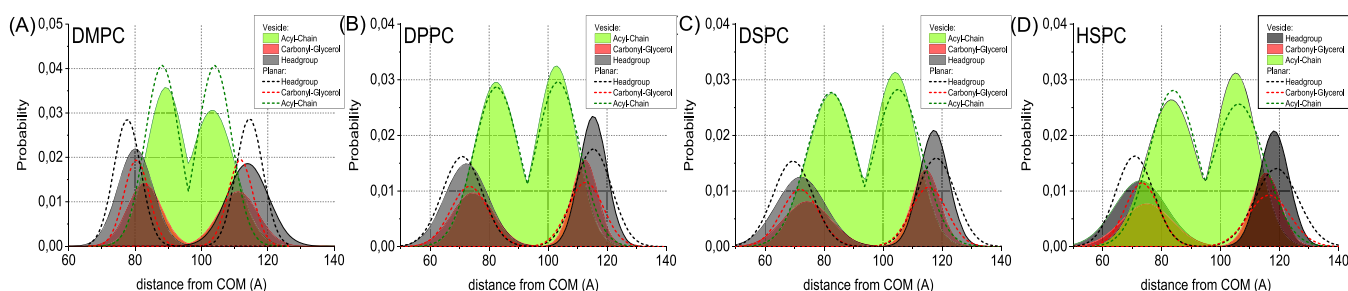 (A)
DMPC
0,05
0,04
0,03
0,02
0,01
0,00
Probability
60 80 100 120 140
distance from COM (A)
Vesicle:
Acyl-Chain
Carbonyl-Glycerol
Headgroup
Planar:
Headgroup
Carbonyl-Glycerol
Acyl-Chain
(B)
DPPC
0,04
0,03
0,02
0,01
0,00
Probability
60 80 100 120 140
distance from COM (A)
Vesicle:
Acyl-Chain
Carbonyl-Glycerol
Headgroup
Planar:
Headgroup
Carbonyl-Glycerol
Acyl-Chain
(C)
DSPC
0,04
0,03
0,02
0,01
0,00
Probability
60 80 100 120 140
distance from COM (A)
Vesicle:
Acyl-Chain
Carbonyl-Glycerol
Headgroup
Planar:
Headgroup
Carbonyl-Glycerol
Acyl-Chain
(D)
HSPC
0,04
0,03
0,02
0,01
0,00
Probability
60 80 100 120 140
distance from COM (A)
Vesicle:
Headgroup
Carbonyl-Glycerol
Acyl-Chain
Planar:
Headgroup
Carbonyl-Glycerol
Acyl-Chain